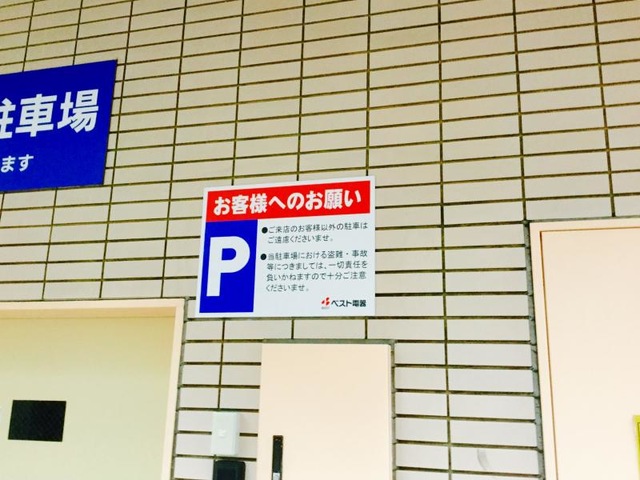 駐車場
ます
お客様へのお願い
P
●ご来店のお客様以外の駐車は
ご遠慮くださいませ。
●当駐車場における盗難・事故
等につきましては、一切責任を
負いかねますので十分ご注意
くださいませ。
ベスト電器